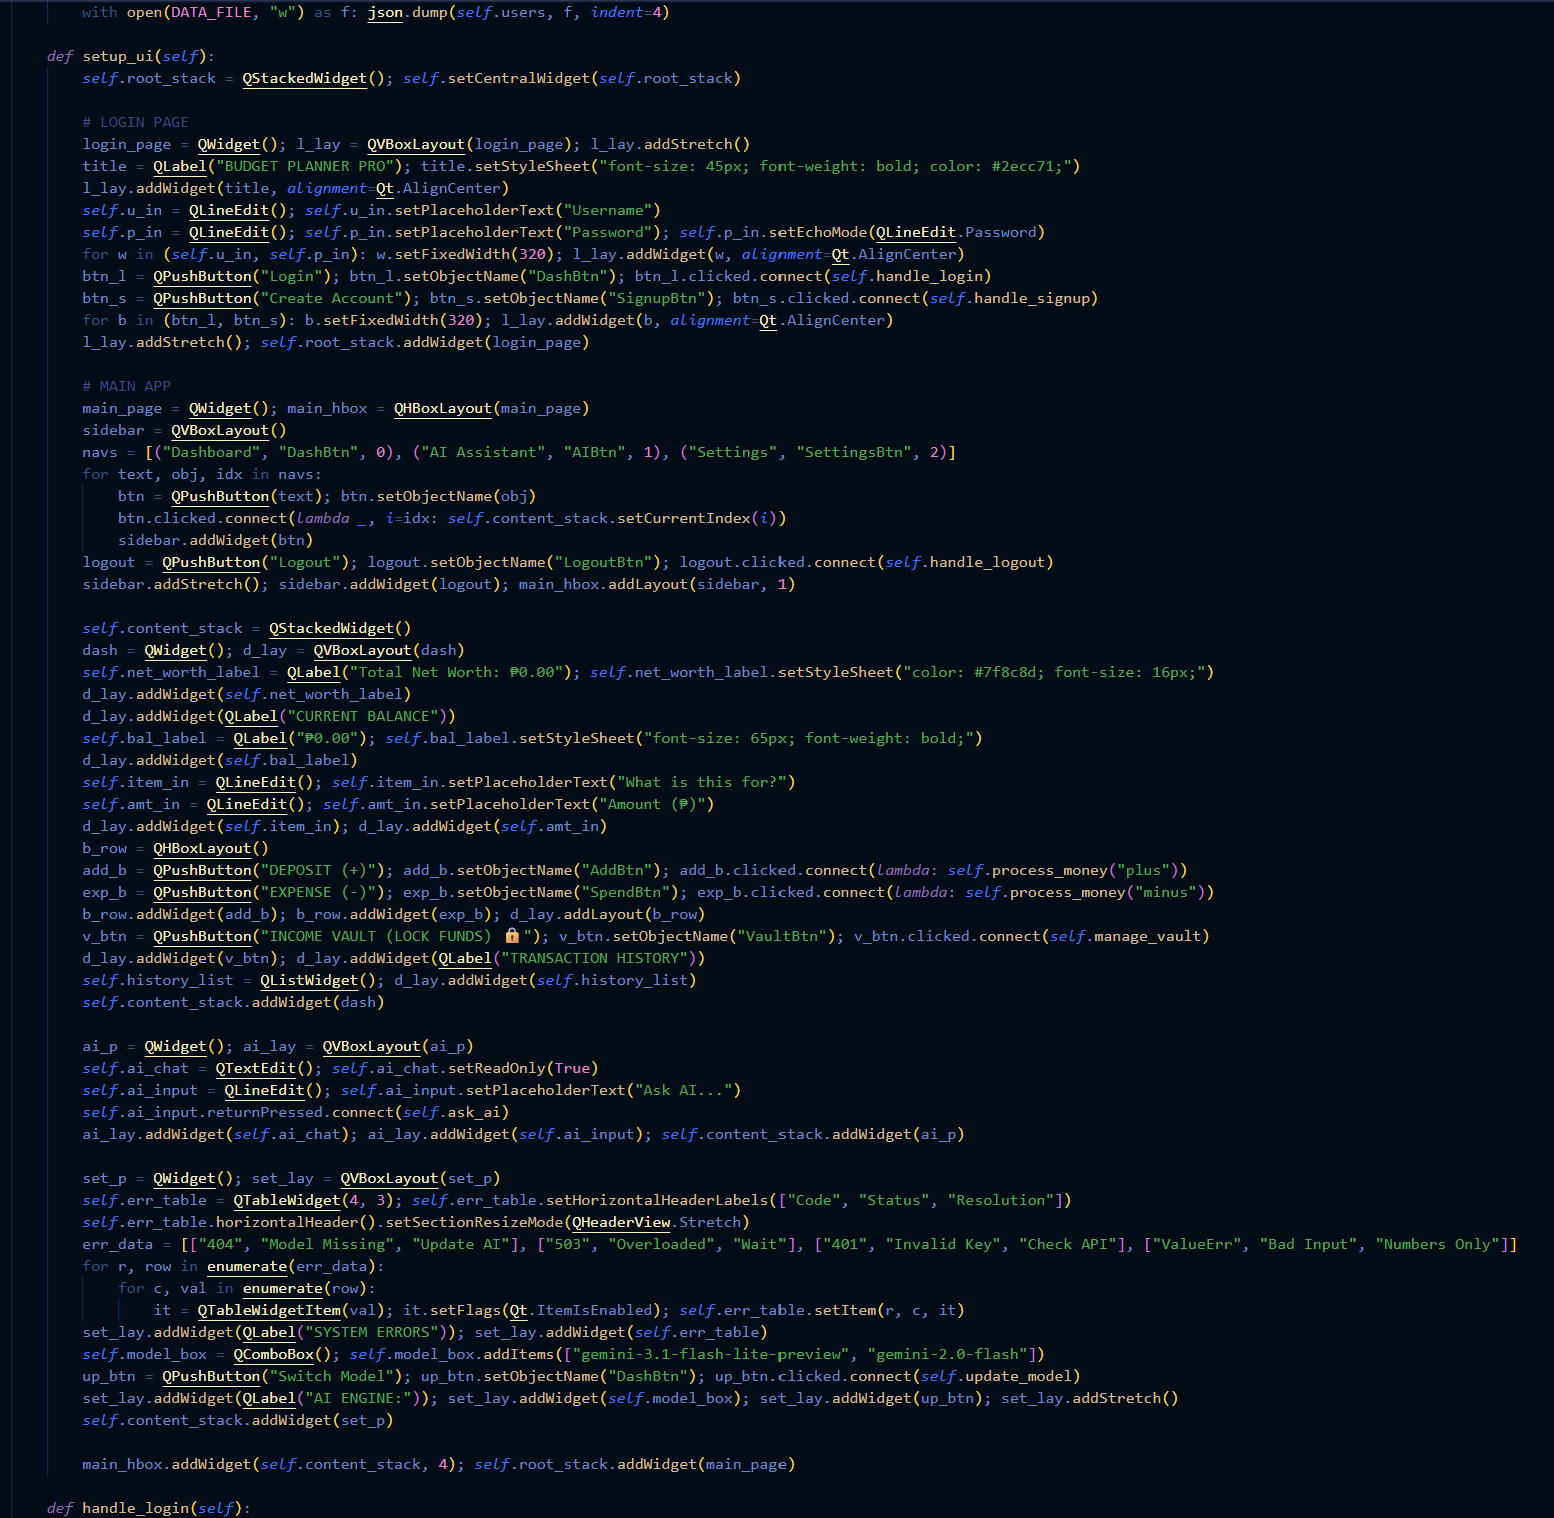 with open(DATA_FILE, "w") as f: json.dump(self.users, f, indent=4)
def setup_ui(self):
self.root_stack = QStackedWidget(); self.setCentralWidget(self.root_stack)
# LOGIN PAGE
login_page = QWidget(); l_lay = QVBoxLayout(login_page); l_lay.addStretch()
title = QLabel("BUDGET PLANNER PRO"); title.setStyleSheet("font-size: 45px; font-weight: bold; color: #2ecc71;")
l_lay.addWidget(title, alignment=Qt.AlignCenter)
self.u_in = QLineEdit(); self.u_in.setPlaceholderText("Username")
self.p_in = QLineEdit(); self.p_in.setPlaceholderText("Password"); self.p_in.setEchoMode(QLineEdit.Password)
for w in (self.u_in, self.p_in): w.setFixedWidth(320); l_lay.addWidget(w, alignment=Qt.AlignCenter)
btn_l = QPushButton("Login"); btn_l.setObjectName("DashBtn"); btn_l.clicked.connect(self.handle_login)
btn_s = QPushButton("Create Account"); btn_s.setObjectName("SignupBtn"); btn_s.clicked.connect(self.handle_signup)
for b in (btn_l, btn_s): b.setFixedWidth(320); l_lay.addWidget(b, alignment=Qt.AlignCenter)
l_lay.addStretch(); self.root_stack.addWidget(login_page)
# MAIN APP
main_page = QWidget(); main_hbox = QHBoxLayout(main_page)
sidebar = QVBoxLayout()
navs = [("Dashboard", "DashBtn", 0), ("AI Assistant", "AIBtn", 1), ("Settings", "SettingsBtn", 2)]
for text, obj, idx in navs:
btn = QPushButton(text); btn.setObjectName(obj)
btn.clicked.connect(lambda _, i=idx: self.content_stack.setCurrentIndex(i))
sidebar.addWidget(btn)
logout = QPushButton("Logout"); logout.setObjectName("LogoutBtn"); logout.clicked.connect(self.handle_logout)
sidebar.addStretch(); sidebar.addWidget(logout); main_hbox.addLayout(sidebar, 1)
self.content_stack = QStackedWidget()
dash = QWidget(); d_lay = QVBoxLayout(dash)
self.net_worth_label = QLabel("Total Net Worth: ₱0.00"); self.net_worth_label.setStyleSheet("color: #7f8c8d; font-size: 16px;")
d_lay.addWidget(self.net_worth_label)
d_lay.addWidget(QLabel("CURRENT BALANCE"))
self.bal_label = QLabel("₱0.00"); self.bal_label.setStyleSheet("font-size: 65px; font-weight: bold;")
d_lay.addWidget(self.bal_label)
self.item_in = QLineEdit(); self.item_in.setPlaceholderText("What is this for?")
self.amt_in = QLineEdit(); self.amt_in.setPlaceholderText("Amount (₱)")
d_lay.addWidget(self.item_in); d_lay.addWidget(self.amt_in)
b_row = QHBoxLayout()
add_b = QPushButton("DEPOSIT (+)"); add_b.setObjectName("AddBtn"); add_b.clicked.connect(lambda: self.process_money("plus"))
exp_b = QPushButton("EXPENSE (-)"); exp_b.setObjectName("SpendBtn"); exp_b.clicked.connect(lambda: self.process_money("minus"))
b_row.addWidget(add_b); b_row.addWidget(exp_b); d_lay.addLayout(b_row)
v_btn = QPushButton("INCOME VAULT (LOCK FUNDS) 🔒"); v_btn.setObjectName("VaultBtn"); v_btn.clicked.connect(self.manage_vault)
d_lay.addWidget(v_btn); d_lay.addWidget(QLabel("TRANSACTION HISTORY"))
self.history_list = QListWidget(); d_lay.addWidget(self.history_list)
self.content_stack.addWidget(dash)
ai_p = QWidget(); ai_lay = QVBoxLayout(ai_p)
self.ai_chat = QTextEdit(); self.ai_chat.setReadOnly(True)
self.ai_input = QLineEdit(); self.ai_input.setPlaceholderText("Ask AI...")
self.ai_input.returnPressed.connect(self.ask_ai)
ai_lay.addWidget(self.ai_chat); ai_lay.addWidget(self.ai_input); self.content_stack.addWidget(ai_p)
set_p = QWidget(); set_lay = QVBoxLayout(set_p)
self.err_table = QTableWidget(4, 3); self.err_table.setHorizontalHeaderLabels(["Code", "Status", "Resolution"])
self.err_table.horizontalHeader().setSectionResizeMode(QHeaderView.Stretch)
err_data = [["404", "Model Missing", "Update AI"], ["503", "Overloaded", "Wait"], ["401", "Invalid Key", "Check API"], ["ValueErr", "Bad Input", "Numbers Only"]]
for r, row in enumerate(err_data):
for c, val in enumerate(row):
it = QTableWidgetItem(val); it.setFlags(Qt.ItemIsEnabled); self.err_table.setItem(r, c, it)
set_lay.addWidget(QLabel("SYSTEM ERRORS")); set_lay.addWidget(self.err_table)
self.model_box = QComboBox(); self.model_box.addItems(["gemini-3.1-flash-lite-preview", "gemini-2.0-flash"])
up_btn = QPushButton("Switch Model"); up_btn.setObjectName("DashBtn"); up_btn.clicked.connect(self.update_model)
set_lay.addWidget(QLabel("AI ENGINE:")); set_lay.addWidget(self.model_box); set_lay.addWidget(up_btn); set_lay.addStretch()
self.content_stack.addWidget(set_p)
main_hbox.addWidget(self.content_stack, 4); self.root_stack.addWidget(main_page)
def handle_login(self):